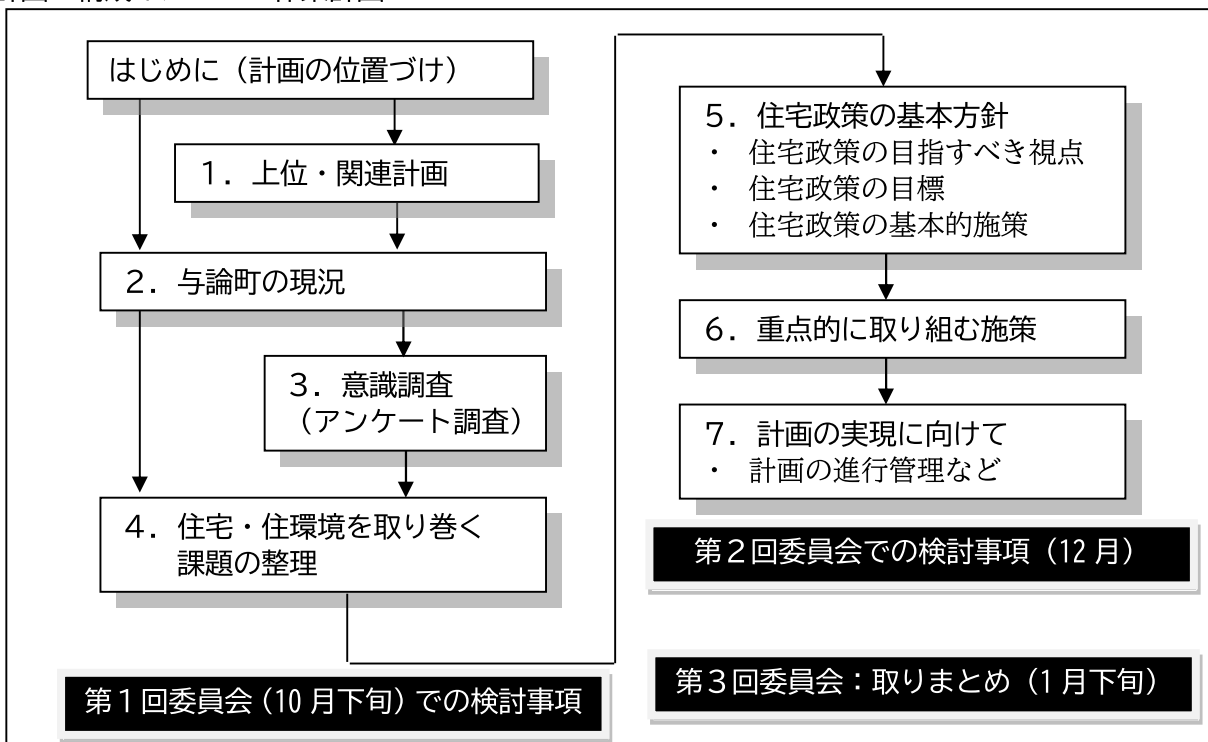 はじめに（計画の位置づけ）
１．上位・関連計画
２．与論町の現況
３．意識調査
（アンケート調査）
４．住宅・住環境を取り巻く
課題の整理
第１回委員会（10月下旬）での検討事項
５．住宅政策の基本方針
・ 住宅政策の目指すべき視点
・ 住宅政策の目標
・ 住宅政策の基本的施策
６．重点的に取り組む施策
７．計画の実現に向けて
・ 計画の進行管理など
第２回委員会での検討事項（12月）
第３回委員会：取りまとめ（1月下旬）